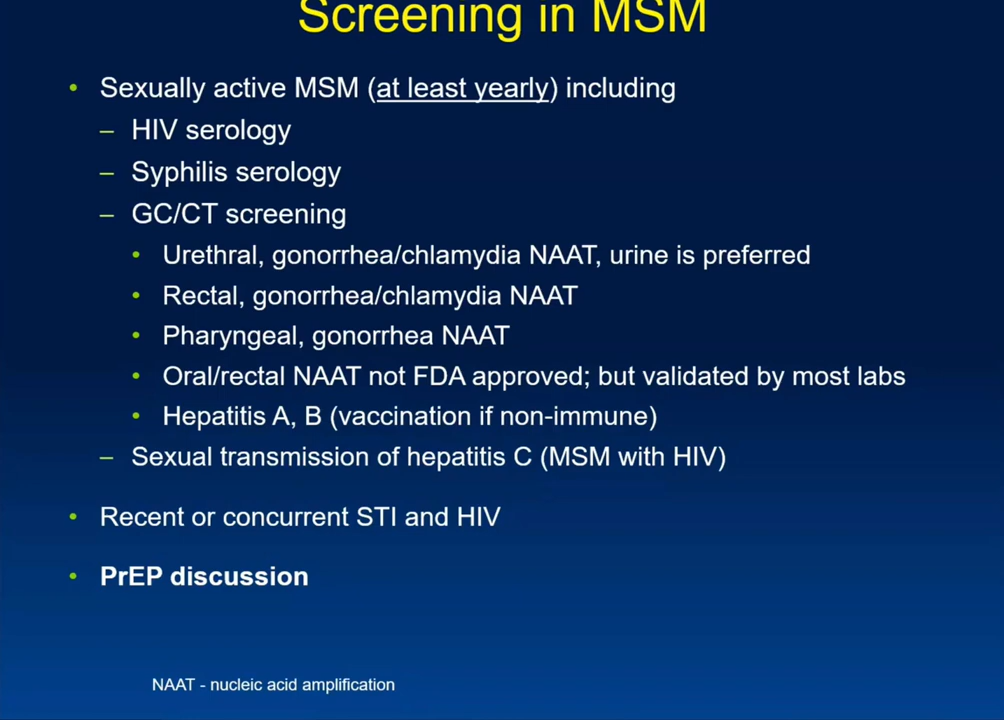 Screening in MSM
• Sexually active MSM (at least yearly) including
– HIV serology
– Syphilis serology
– GC/CT screening
• Urethral, gonorrhea/chlamydia NAAT, urine is preferred
• Rectal, gonorrhea/chlamydia NAAT
• Pharyngeal, gonorrhea NAAT
• Oral/rectal NAAT not FDA approved; but validated by most labs
• Hepatitis A, B (vaccination if non-immune)
– Sexual transmission of hepatitis C (MSM with HIV)
• Recent or concurrent STI and HIV
• PrEP discussion
NAAT - nucleic acid amplification